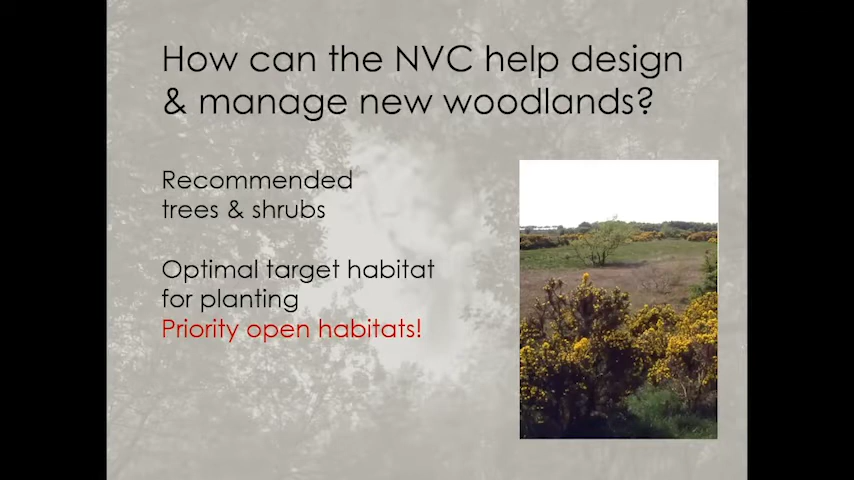 How can the NVC help design
& manage new woodlands?
Recommended
trees & shrubs
Optimal target habitat
for planting
Priority open habitats!